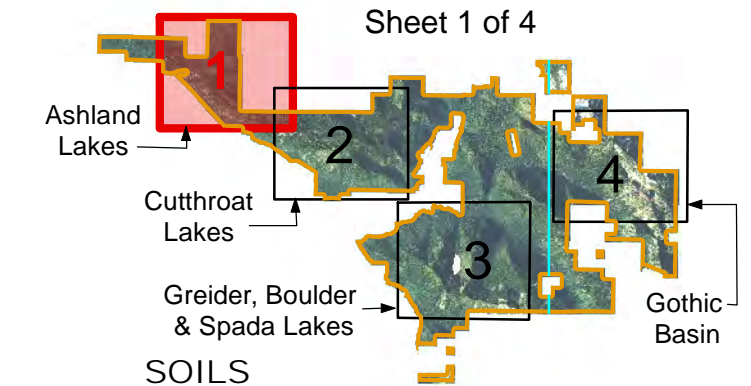 Sheet 1 of 4
1
Ashland
Lakes
2
4
Cutthroat
Lakes
3
Greider, Boulder
& Spada Lakes
Gothic
Basin
SOILS